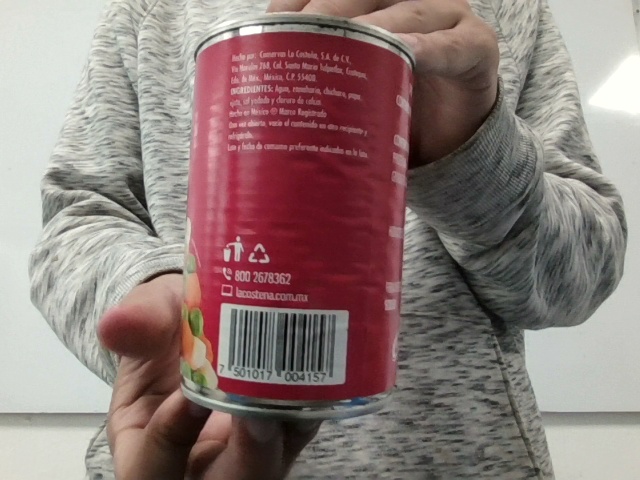 Hecho por: Conservas La Costeña, S.A. de C.V.
Vía Morelos 268, Col. Santa María Tulpetlac, Ecatepec,
Edo. de Méx., México, C.P. 55400.
INGREDIENTES: Agua, zanahoria, chícharo, papa,
ejote, sal yodada y cloruro de calcio.
Hecho en México ® Marca Registrada
Una vez abierto, vacíe el contenido en otro recipiente y
refrigérelo.
Lote y fecha de consumo preferente indicados en la lata.
800 2678362
lacostena.com.mx
7 501017 004157